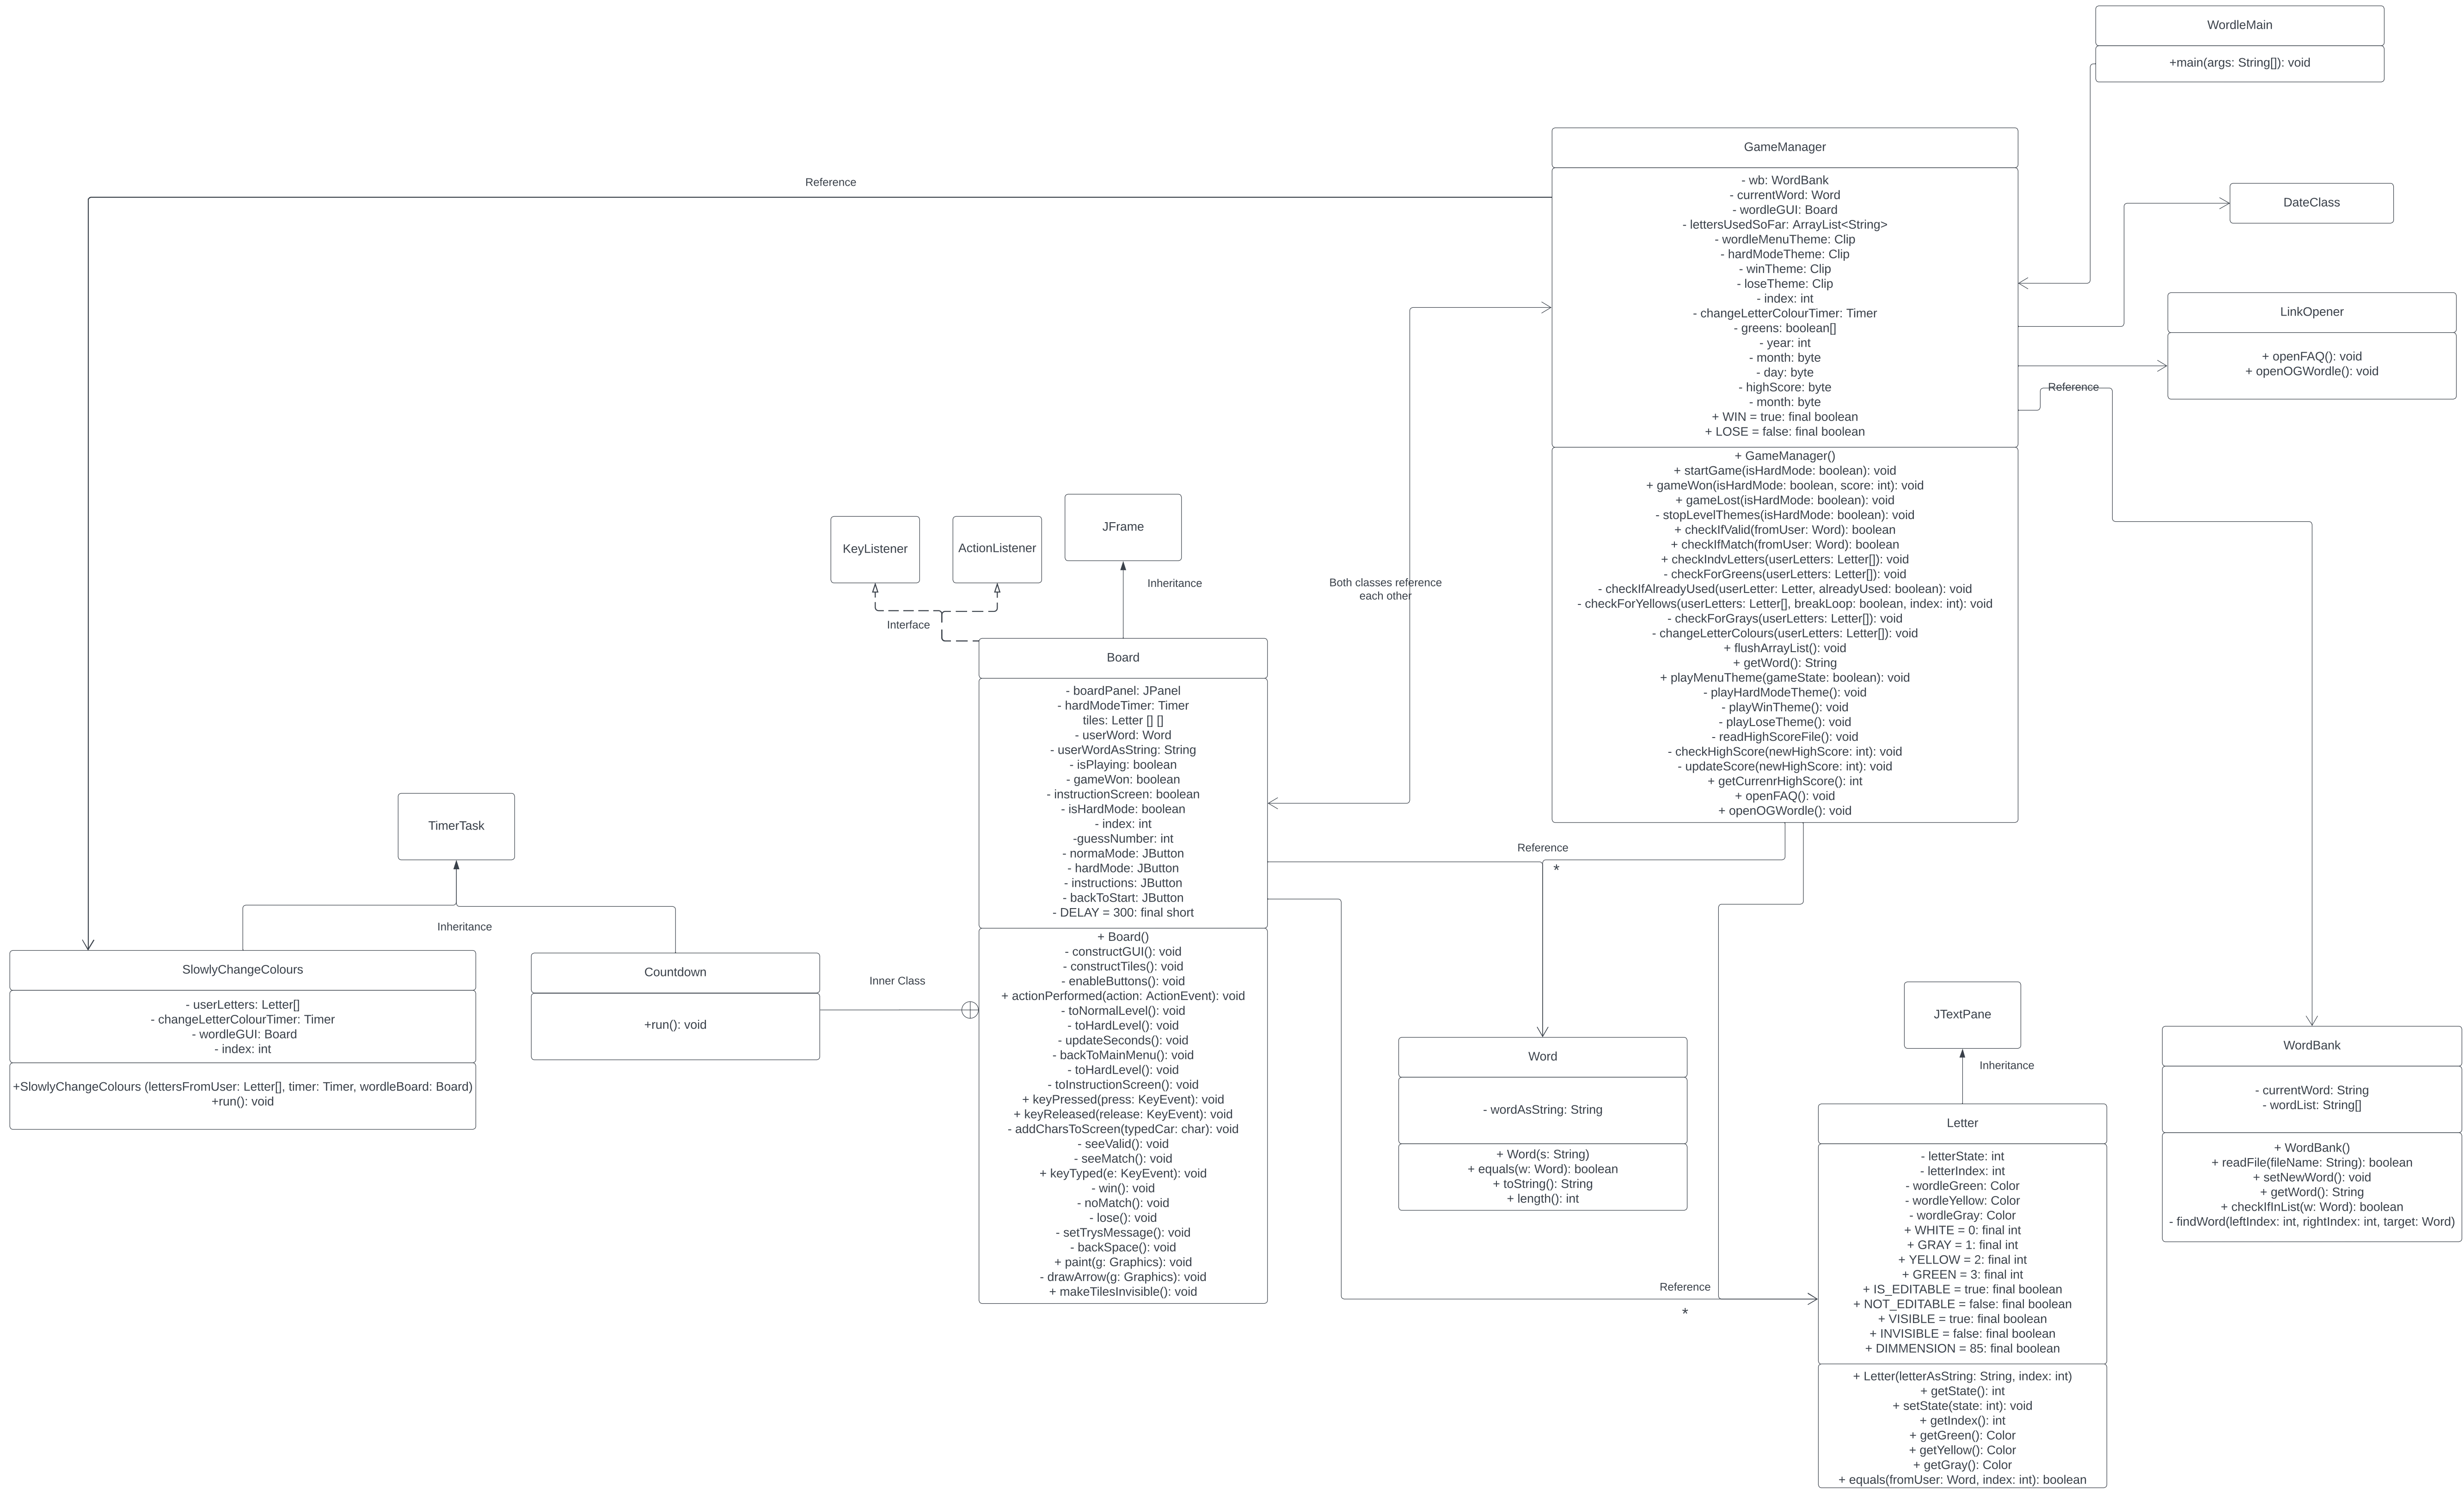 WordleMain
+main(args: String[]): void
GameManager
- wb: WordBank
- currentWord: Word
- wordleGUI: Board
- lettersUsedSoFar: ArrayList<String>
- wordleMenuTheme: Clip
- hardModeTheme: Clip
- winTheme: Clip
- loseTheme: Clip
- index: int
- changeLetterColourTimer: Timer
- greens: boolean[]
- year: int
- month: byte
- day: byte
- highScore: byte
- month: byte
+ WIN = true: final boolean
+ LOSE = false: final boolean
+ GameManager()
+ startGame(isHardMode: boolean): void
+ gameWon(isHardMode: boolean, score: int): void
+ gameLost(isHardMode: boolean): void
- stopLevelThemes(isHardMode: boolean): void
+ checkIfValid(fromUser: Word): boolean
+ checkIfMatch(fromUser: Word): boolean
+ checkIndvLetters(userLetters: Letter[]): void
- checkForGreens(userLetters: Letter[]): void
- checkIfAlreadyUsed(userLetter: Letter, alreadyUsed: boolean): void
- checkForYellows(userLetters: Letter[], breakLoop: boolean, index: int): void
- checkForGrays(userLetters: Letter[]): void
- changeLetterColours(userLetters: Letter[]): void
+ flushArrayList(): void
+ getWord(): String
+ playMenuTheme(gameState: boolean): void
- playHardModeTheme(): void
- playWinTheme(): void
- playLoseTheme(): void
- readHighScoreFile(): void
- checkHighScore(newHighScore: int): void
- updateScore(newHighScore: int): void
+ getCurrenrHighScore(): int
+ openFAQ(): void
+ openOGWordle(): void
Reference
DateClass
LinkOpener
+ openFAQ(): void
+ openOGWordle(): void
Reference
KeyListener
ActionListener
JFrame
Inheritance
Interface
Both classes reference
each other
Board
- boardPanel: JPanel
- hardModeTimer: Timer
tiles: Letter [] []
- userWord: Word
- userWordAsString: String
- isPlaying: boolean
- gameWon: boolean
- instructionScreen: boolean
- isHardMode: boolean
- index: int
-guessNumber: int
- normaMode: JButton
- hardMode: JButton
- instructions: JButton
- backToStart: JButton
- DELAY = 300: final short
+ Board()
- constructGUI(): void
- constructTiles(): void
- enableButtons(): void
+ actionPerformed(action: ActionEvent): void
- toNormalLevel(): void
- toHardLevel(): void
- updateSeconds(): void
- backToMainMenu(): void
- toHardLevel(): void
- toInstructionScreen(): void
+ keyPressed(press: KeyEvent): void
+ keyReleased(release: KeyEvent): void
- addCharsToScreen(typedCar: char): void
- seeValid(): void
- seeMatch(): void
+ keyTyped(e: KeyEvent): void
- win(): void
- noMatch(): void
- lose(): void
- setTrysMessage(): void
- backSpace(): void
+ paint(g: Graphics): void
- drawArrow(g: Graphics): void
+ makeTilesInvisible(): void
TimerTask
Inheritance
SlowlyChangeColours
- userLetters: Letter[]
- changeLetterColourTimer: Timer
- wordleGUI: Board
- index: int
+SlowlyChangeColours (lettersFromUser: Letter[], timer: Timer, wordleBoard: Board)
+run(): void
Countdown
+run(): void
Inner Class
Reference
*
Word
- wordAsString: String
+ Word(s: String)
+ equals(w: Word): boolean
+ toString(): String
+ length(): int
Reference
*
JTextPane
Inheritance
Letter
- letterState: int
- letterIndex: int
- wordleGreen: Color
- wordleYellow: Color
- wordleGray: Color
+ WHITE = 0: final int
+ GRAY = 1: final int
+ YELLOW = 2: final int
+ GREEN = 3: final int
+ IS_EDITABLE = true: final boolean
+ NOT_EDITABLE = false: final boolean
+ VISIBLE = true: final boolean
+ INVISIBLE = false: final boolean
+ DIMMENSION = 85: final boolean
+ Letter(letterAsString: String, index: int)
+ getState(): int
+ setState(state: int): void
+ getIndex(): int
+ getGreen(): Color
+ getYellow(): Color
+ getGray(): Color
+ equals(fromUser: Word, index: int): boolean
WordBank
- currentWord: String
- wordList: String[]
+ WordBank()
+ readFile(fileName: String): boolean
+ setNewWord(): void
+ getWord(): String
+ checkIfInList(w: Word): boolean
- findWord(leftIndex: int, rightIndex: int, target: Word)